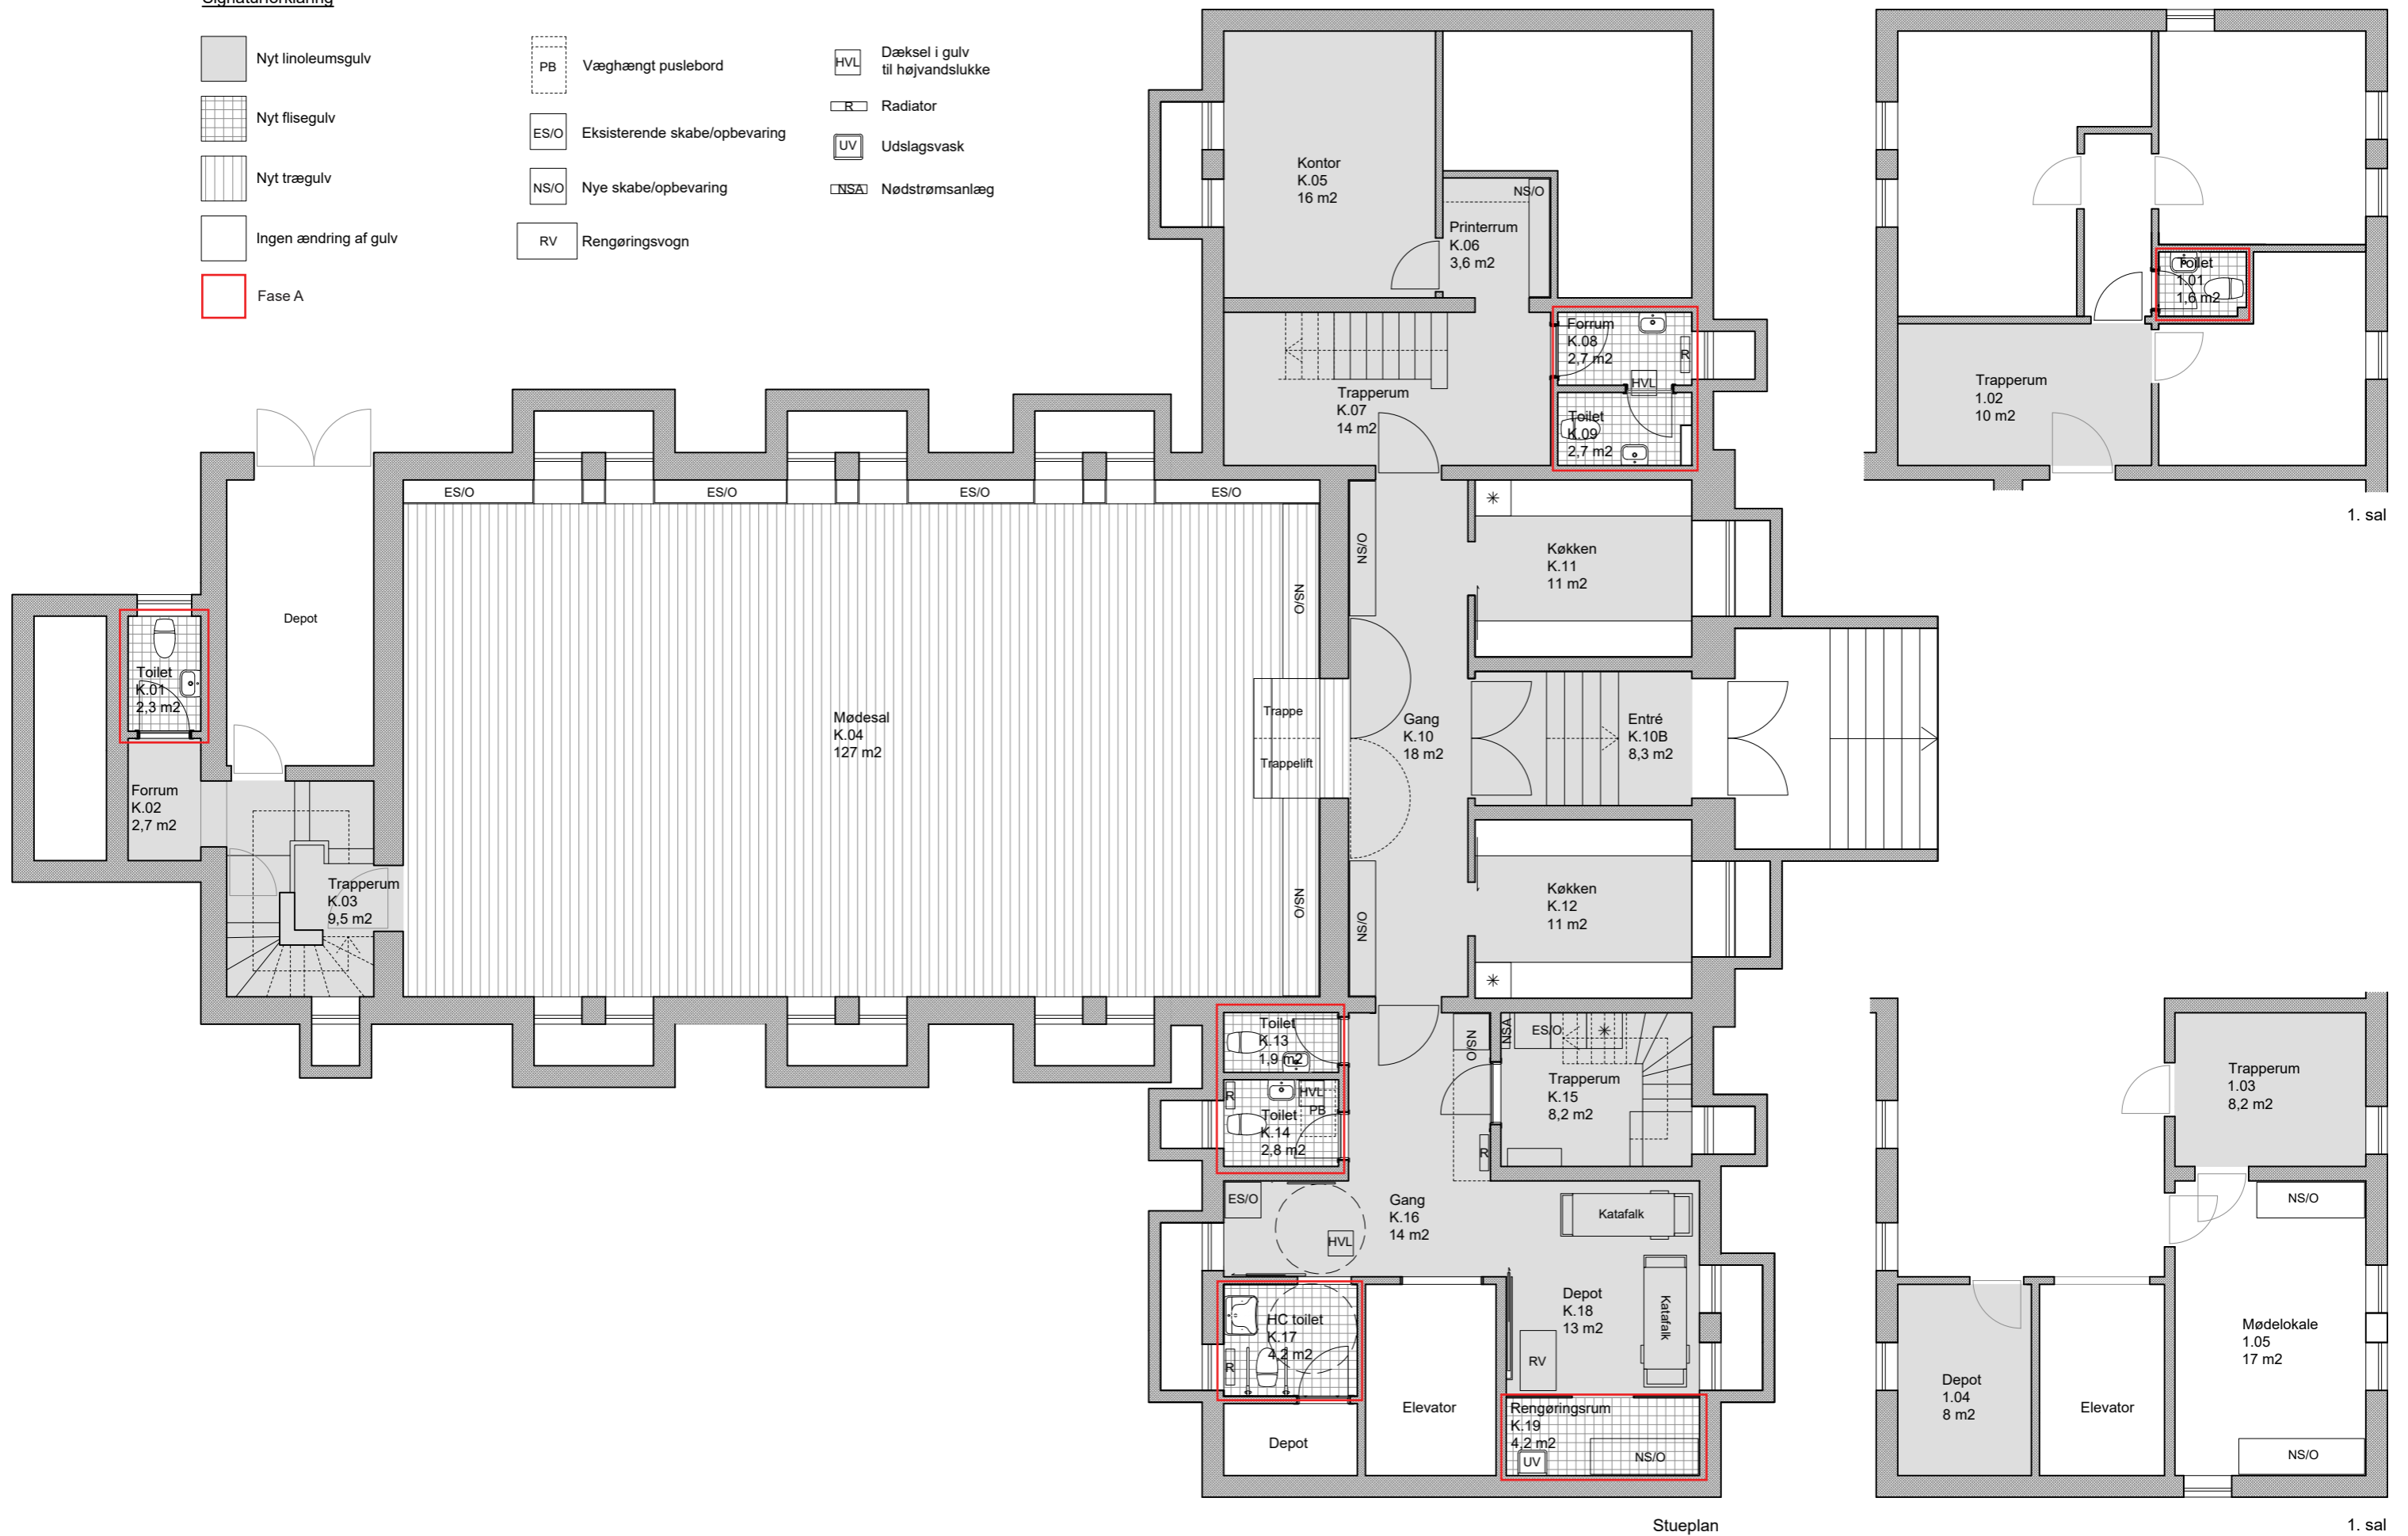 Signaturforklaring
Nyt linoleumsgulv
Nyt flisegulv
Nyt trægulv
Ingen ændring af gulv
Fase A
PB
Væghængt puslebord
ES/O
Eksisterende skabe/opbevaring
NS/O
Nye skabe/opbevaring
RV
Rengøringsvogn
HVL
Dæksel i gulv
til højvandslukke
R
Radiator
UV
Udslagsvask
NSA
Nødstrømsanlæg
Kontor
K.05
16 m2
NS/O
Printerrum
K.06
3,6 m2
Forrum
K.08
2,7 m2
R
HVL
Trapperum
K.07
14 m2
Toilet
K.09
2,7 m2
Toilet
1.01
1,6 m2
Trapperum
1.02
10 m2
1. sal
ES/O
ES/O
ES/O
ES/O
Depot
Toilet
K.01
2,3 m2
Forrum
K.02
2,7 m2
Trapperum
K.03
9,5 m2
Mødesal
K.04
127 m2
NS/O
NS/O
Trappe
Trappelift
NS/O
NS/O
Gang
K.10
18 m2
Køkken
K.11
11 m2
Entré
K.10B
8,3 m2
Køkken
K.12
11 m2
Toilet
K.13
1,9 m2
R
HVL
PB
Toilet
K.14
2,8 m2
NS/O
NSA
ES/O
Trapperum
K.15
8,2 m2
R
ES/O
HVL
Gang
K.16
14 m2
Katafalk
Katafalk
HC toilet
K.17
4,2 m2
R
Depot
K.18
13 m2
RV
Elevator
Depot
Rengøringsrum
K.19
4,2 m2
UV
NS/O
Stueplan
Trapperum
1.03
8,2 m2
NS/O
Mødelokale
1.05
17 m2
Depot
1.04
8 m2
Elevator
NS/O
1. sal